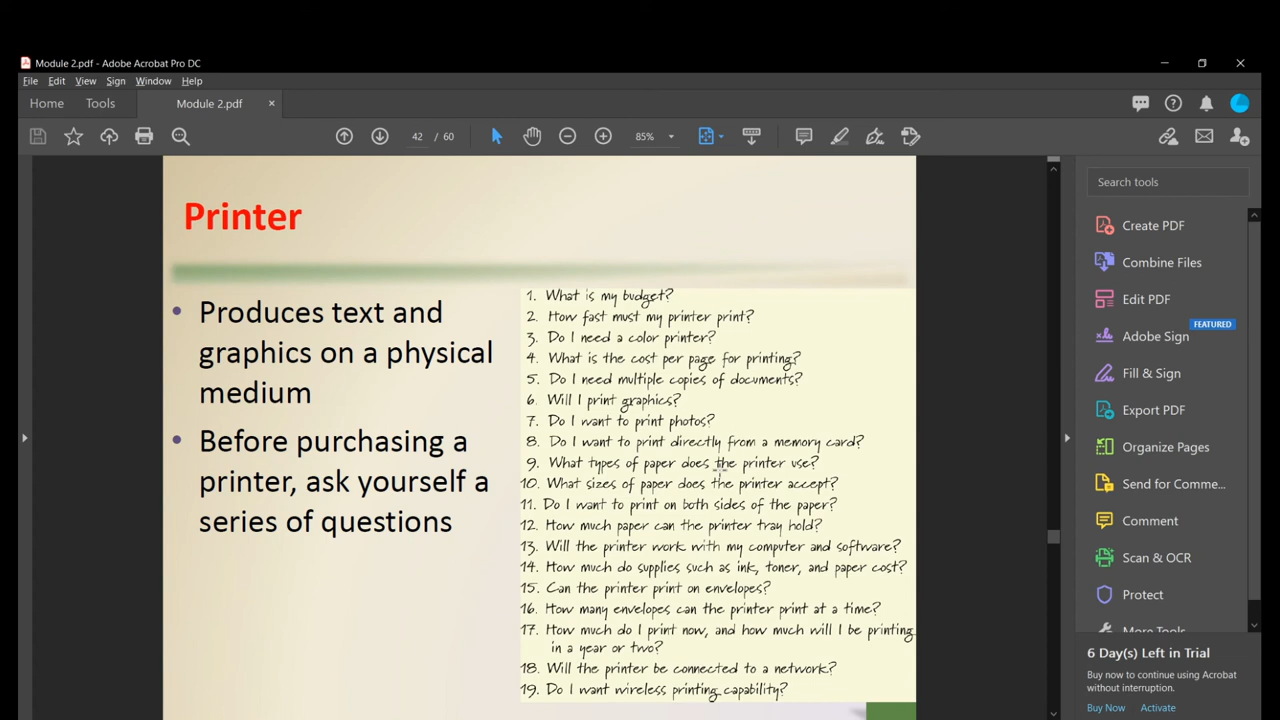 Module 2.pdf - Adobe Acrobat Pro DC
File Edit View Sign Window Help
Home Tools Module 2.pdf ×
42 / 60 85%
Printer
• Produces text and
graphics on a physical
medium
• Before purchasing a
printer, ask yourself a
series of questions
1. What is my budget?
2. How fast must my printer print?
3. Do I need a color printer?
4. What is the cost per page for printing?
5. Do I need multiple copies of documents?
6. Will I print graphics?
7. Do I want to print photos?
8. Do I want to print directly from a memory card?
9. What types of paper does the printer use?
10. What sizes of paper does the printer accept?
11. Do I want to print on both sides of the paper?
12. How much paper can the printer tray hold?
13. Will the printer work with my computer and software?
14. How much do supplies such as ink, toner, and paper cost?
15. Can the printer print on envelopes?
16. How many envelopes can the printer print at a time?
17. How much do I print now, and how much will I be printing
in a year or two?
18. Will the printer be connected to a network?
19. Do I want wireless printing capability?
Search tools
Create PDF
Combine Files
Edit PDF
FEATURED
Adobe Sign
Fill & Sign
Export PDF
Organize Pages
Send for Comme...
Comment
Scan & OCR
Protect
More Tools
6 Day(s) Left in Trial
Buy now to continue using Acrobat
without interruption.
Buy Now Activate